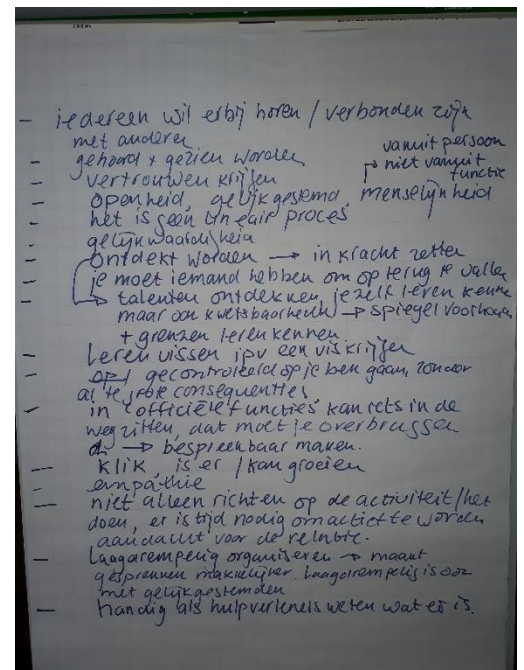 - iedereen wil erbij horen / verbonden zijn
met anderen
- gehoord + gezien worden
vanuit persoon
- vertrouwen krijgen → niet vanuit functie
- openheid, gelijkgestemd, menselijkheid
- het is geen lineair proces
- gelijkwaardigheid
- ontdekt worden → in kracht zetten
- je moet iemand hebben om op terug te vallen
- → talenten ontdekken, jezelf leren kennen
maar ook kwetsbaarheden → spiegel voorhouden
+ grenzen leren kennen
- Leren vissen ipv een vis krijgen
- gecontroleerd op je bek gaan, zonder
al te grote consequenties
- in 'officiële functies' kan iets in de
weg zitten, dat moet je overbruggen
→ bespreekbaar maken.
- klik is er / kan groeien
- empathie
- niet alleen richten op de activiteit / het
doen, er is tijd nodig om actief te worden
aandacht voor de relatie.
- Laagdrempelig organiseren → maakt
gesprekken makkelijker. Laagdrempelig is ook
met gelijkgestemden
- handig als hulpverleners weten wat er is.